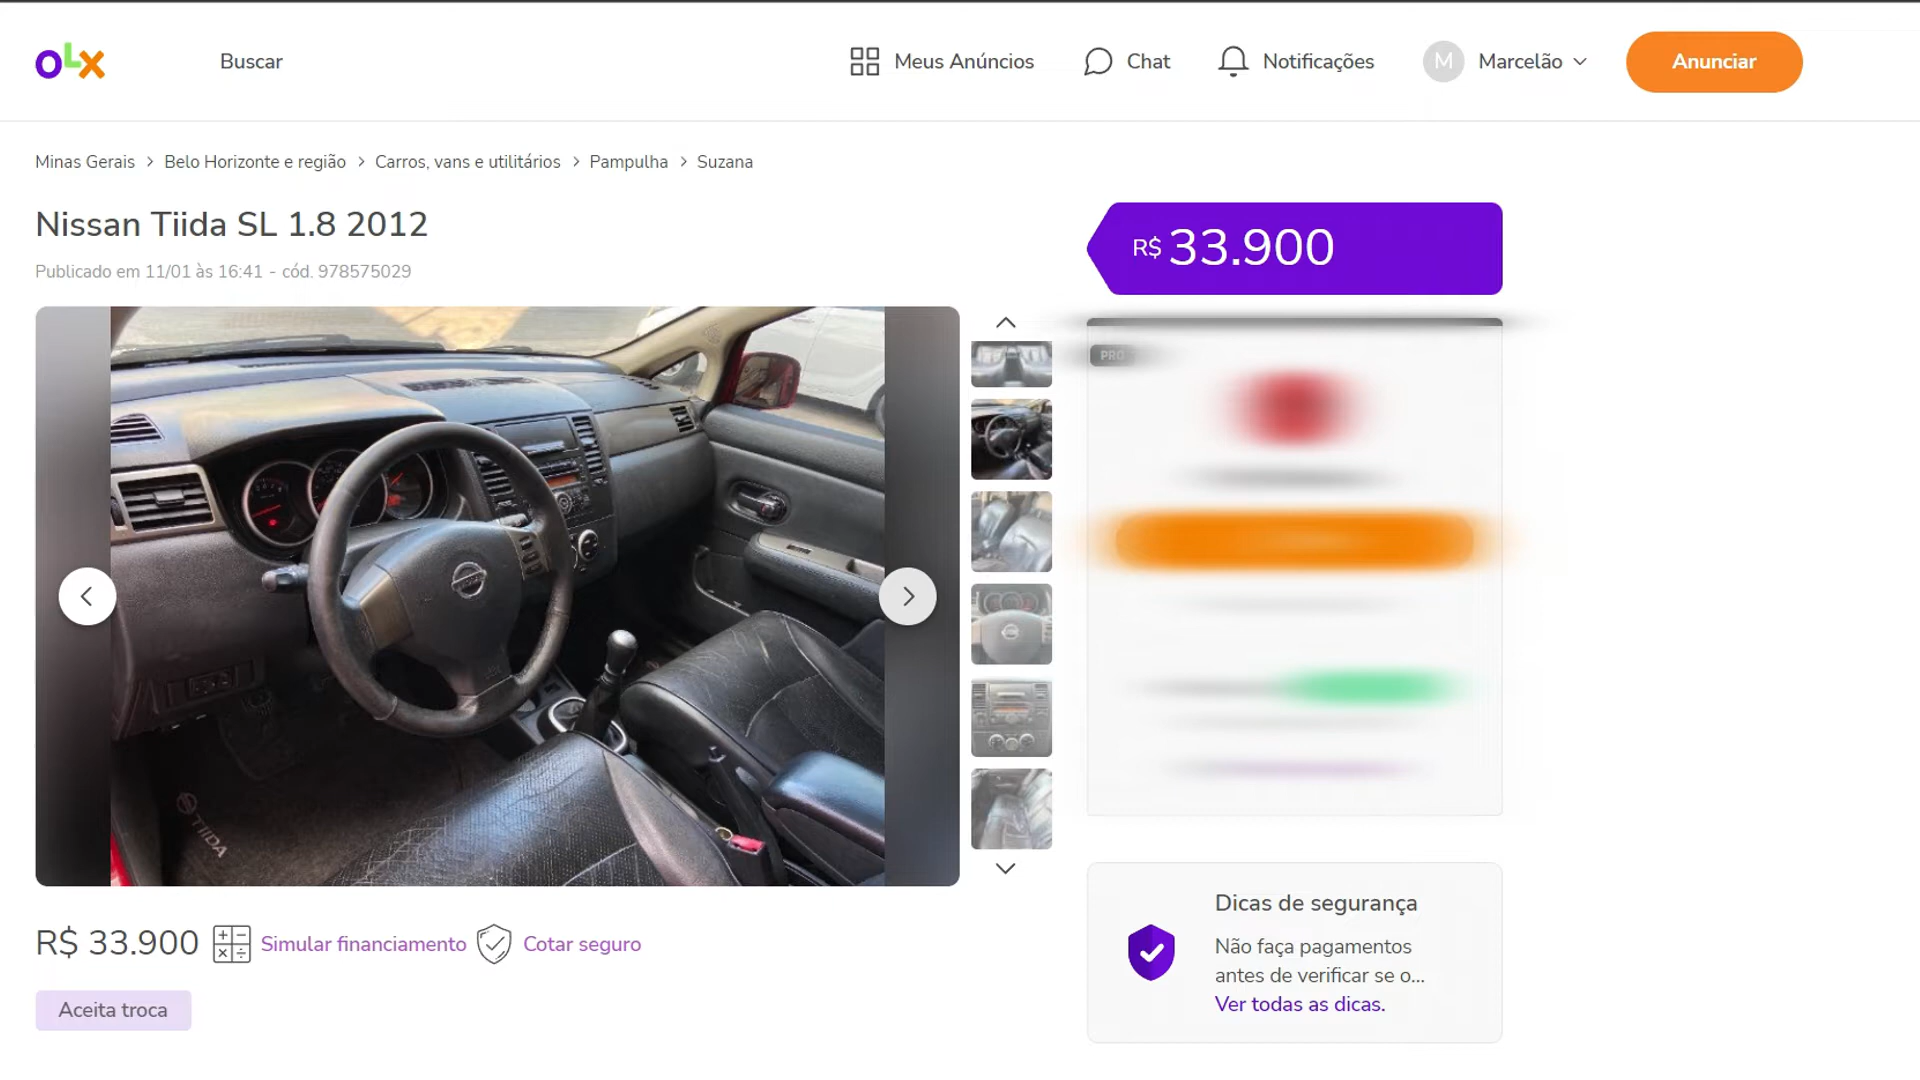 olx
Buscar
Meus Anúncios
Chat
Notificações
M
Marcelão
Anunciar
Minas Gerais > Belo Horizonte e região > Carros, vans e utilitários > Pampulha > Suzana
Nissan Tiida SL 1.8 2012
Publicado em 11/01 às 16:41 - cód. 978575029
R$ 33.900
PRO
TIIDA
R$ 33.900
Simular financiamento
Cotar seguro
Aceita troca
Dicas de segurança
Não faça pagamentos
antes de verificar se o...
Ver todas as dicas.